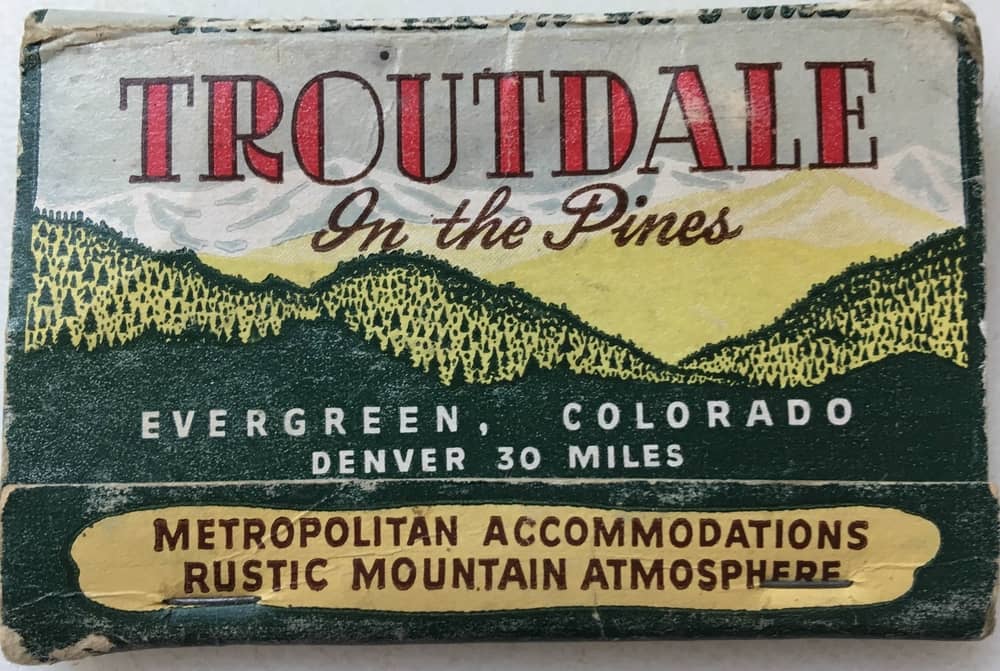 TROUTDALE
In the Pines
EVERGREEN, COLORADO
DENVER 30 MILES
METROPOLITAN ACCOMMODATIONS
RUSTIC MOUNTAIN ATMOSPHERE